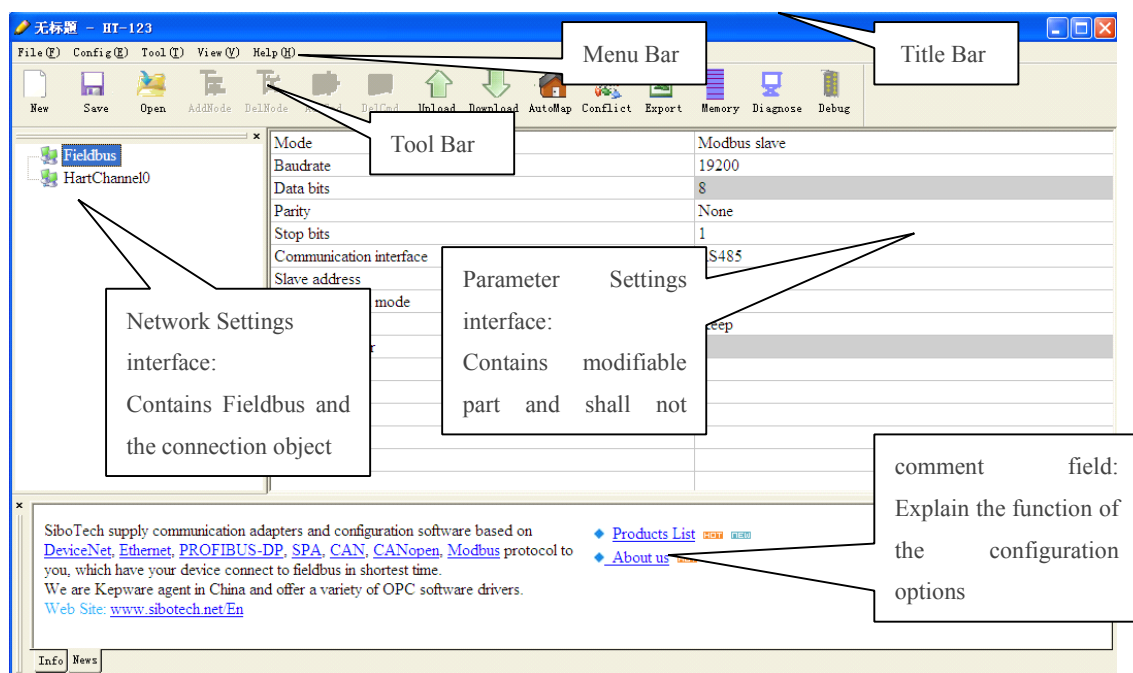 无标题 - HT-123
File(F) Config(E) Tool(T) View(V) Help(H)
Menu Bar
Title Bar
New Save Open AddNode DelNode DelCmd Upload Download AutoMap Conflict Export Memory Diagnose Debug
Tool Bar
Fieldbus
HartChannel0
Mode Modbus slave
Baudrate 19200
Data bits 8
Parity None
Stop bits 1
Communication interface RS485
Slave address
mode
Network Settings
interface:
Contains Fieldbus and
the connection object
Parameter Settings
interface:
Contains modifiable
part and shall not
comment field:
Explain the function of
the configuration
options
SiboTech supply communication adapters and configuration software based on
DeviceNet, Ethernet, PROFIBUS-DP, SPA, CAN, CANopen, Modbus protocol to
you, which have your device connect to fieldbus in shortest time.
We are Kepware agent in China and offer a variety of OPC software drivers.
Web Site: www.sibotech.net/En
Products List HOT NEW
About us
Info News